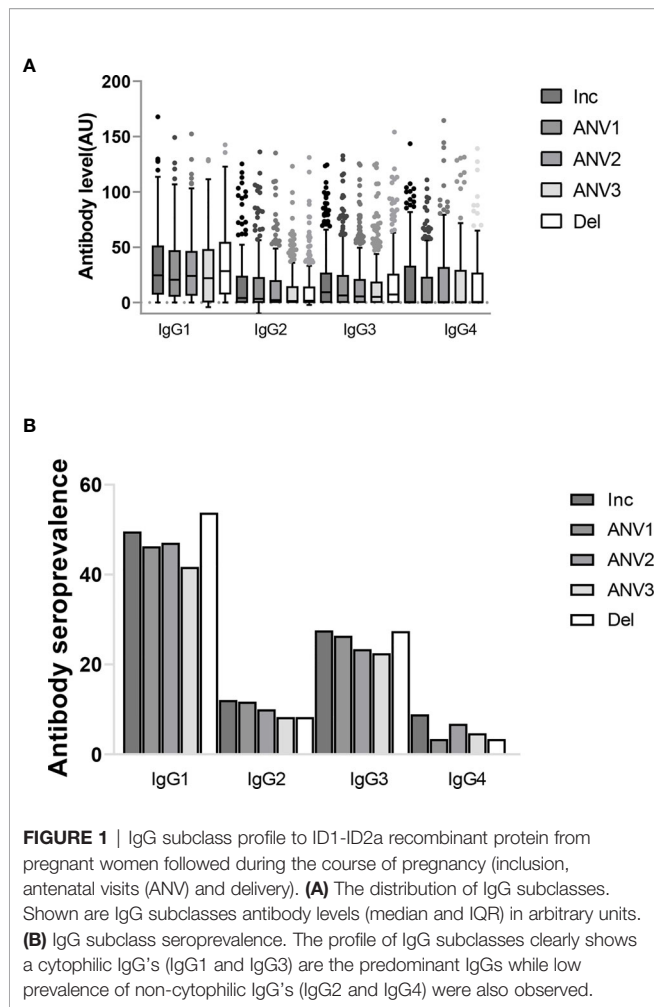 A
Antibody level(AU)
200
150
100
50
0
IgG1 IgG2 IgG3 IgG4
Inc
ANV1
ANV2
ANV3
Del
B
Antibody seroprevalence
60
40
20
0
IgG1 IgG2 IgG3 IgG4
Inc
ANV1
ANV2
ANV3
Del
FIGURE 1 | IgG subclass profile to ID1-ID2a recombinant protein from
pregnant women followed during the course of pregnancy (inclusion,
antenatal visits (ANV) and delivery). (A) The distribution of IgG subclasses.
Shown are IgG subclasses antibody levels (median and IQR) in arbitrary units.
(B) IgG subclass seroprevalence. The profile of IgG subclasses clearly shows
a cytophilic IgG's (IgG1 and IgG3) are the predominant IgGs while low
prevalence of non-cytophilic IgG's (IgG2 and IgG4) were also observed.